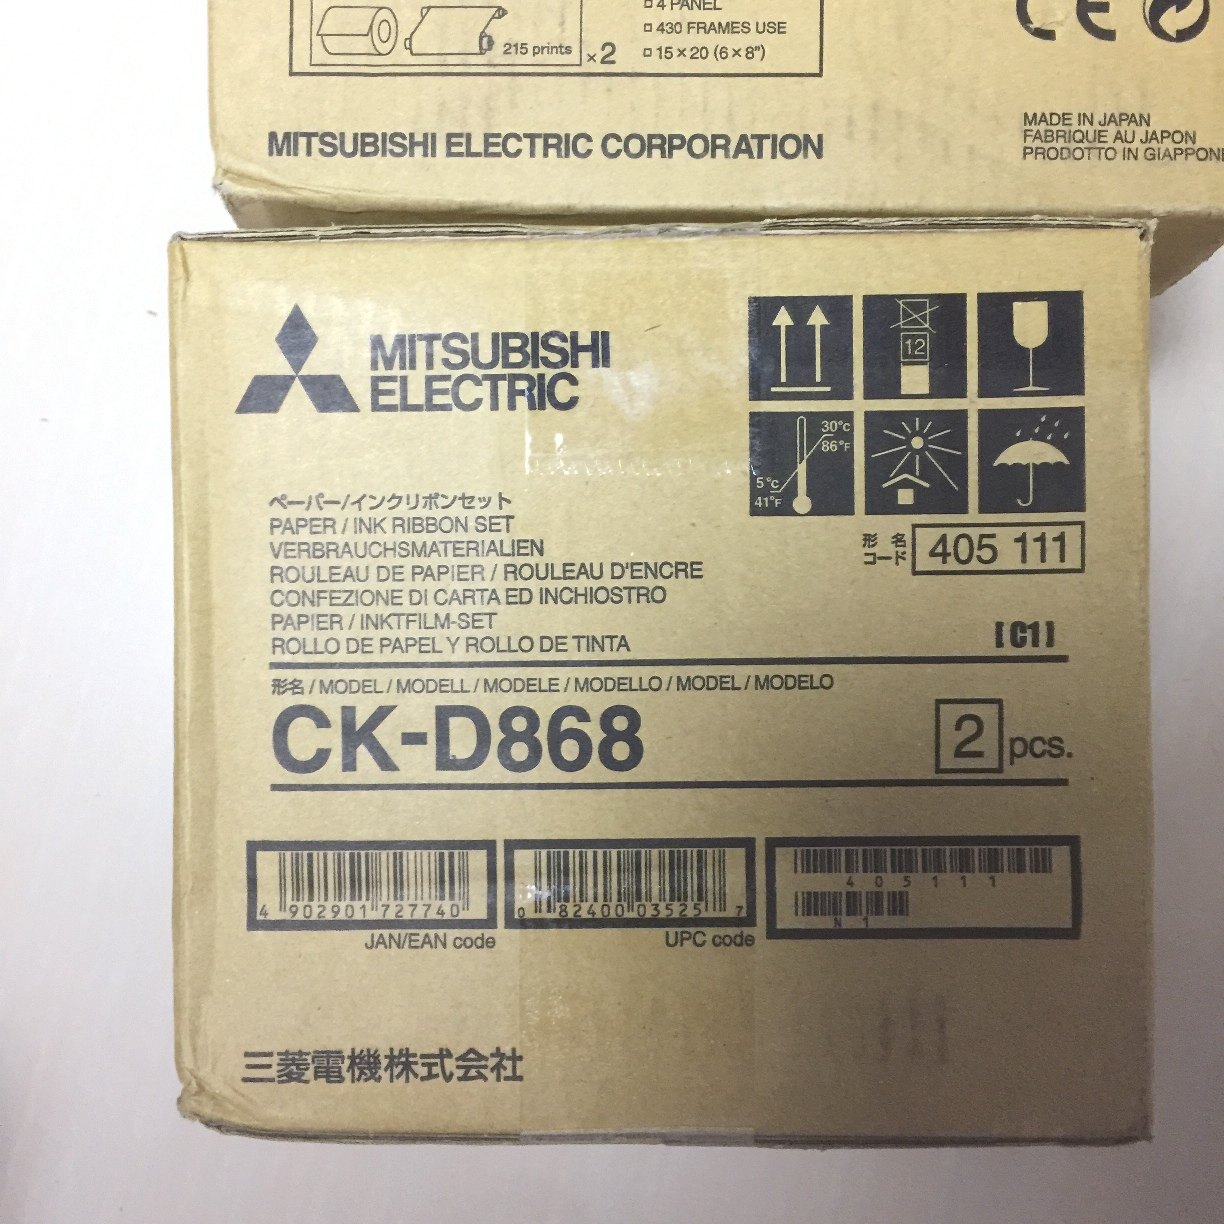 4 PANEL
430 FRAMES USE
15×20 (6×8")
215 prints
×2
MITSUBISHI ELECTRIC CORPORATION
MADE IN JAPAN
FABRIQUE AU JAPON
PRODOTTO IN GIAPPON
CE
MITSUBISHI
ELECTRIC
12
30°C
86°F
5°C
41°F
ペーパー/インクリボンセット
PAPER / INK RIBBON SET
VERBRAUCHSMATERIALIEN
ROULEAU DE PAPIER / ROULEAU D'ENCRE
CONFEZIONE DI CARTA ED INCHIOSTRO
PAPIER / INKTFILM-SET
ROLLO DE PAPEL Y ROLLO DE TINTA
形名
コード
405 111
[C1]
形名 / MODEL / MODELL / MODELE / MODELLO / MODEL / MODELO
CK-D868
2 pcs.
4 902901 727740
JAN/EAN code
0 82400 03525 7
UPC code
405111
N1
三菱電機株式会社